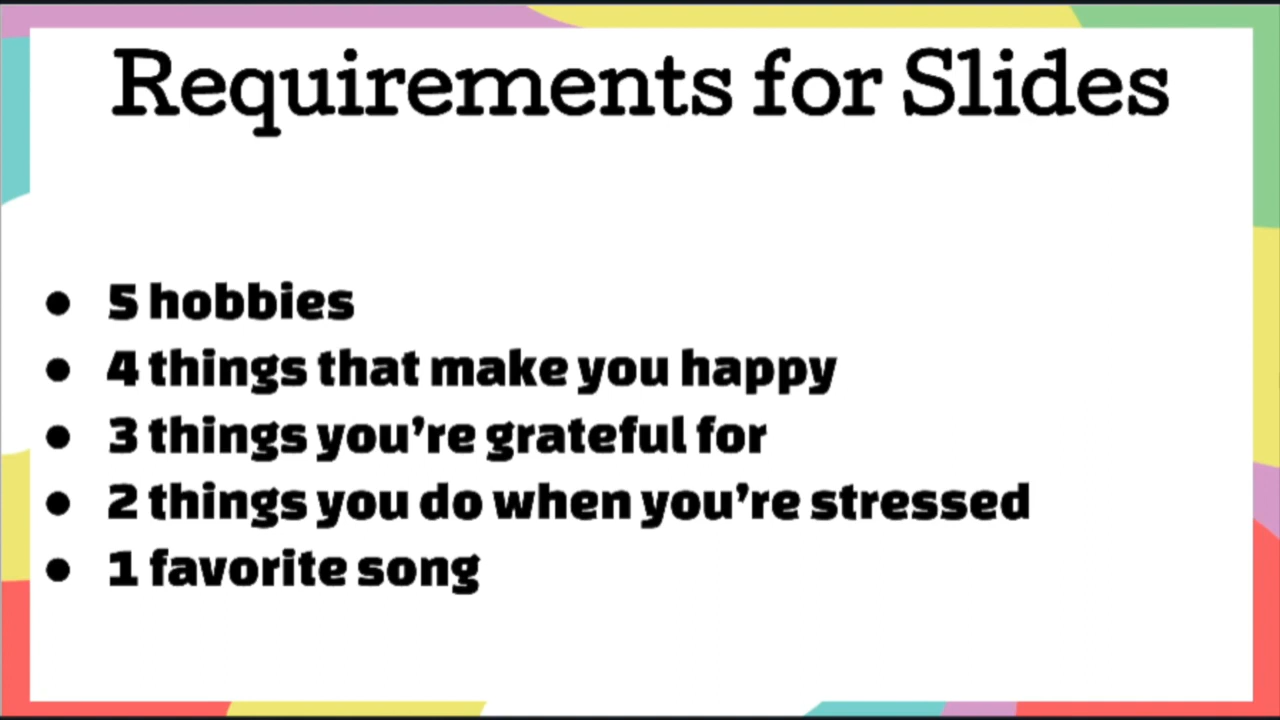 Requirements for Slides
● 5 hobbies
● 4 things that make you happy
● 3 things you’re grateful for
● 2 things you do when you’re stressed
● 1 favorite song